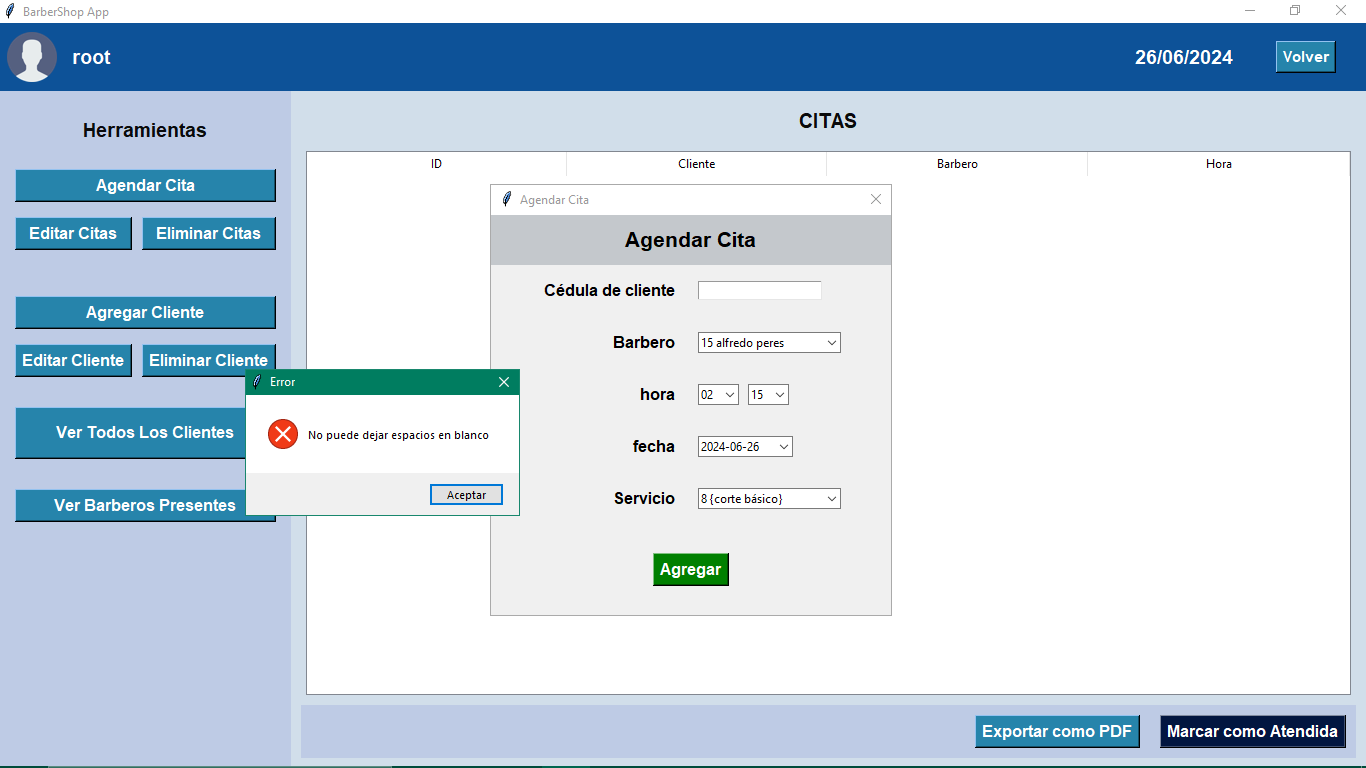 BarberShop App
root
26/06/2024
Volver
Herramientas
Agendar Cita
Editar Citas
Eliminar Citas
Agregar Cliente
Editar Cliente
Eliminar Cliente
Ver Todos Los Clientes
Ver Barberos Presentes
CITAS
ID
Cliente
Barbero
Hora
Agendar Cita
Agendar Cita
Cédula de cliente
Barbero
15 alfredo peres
hora
02
15
fecha
2024-06-26
Servicio
8 {corte básico}
Agregar
Error
No puede dejar espacios en blanco
Aceptar
Exportar como PDF
Marcar como Atendida